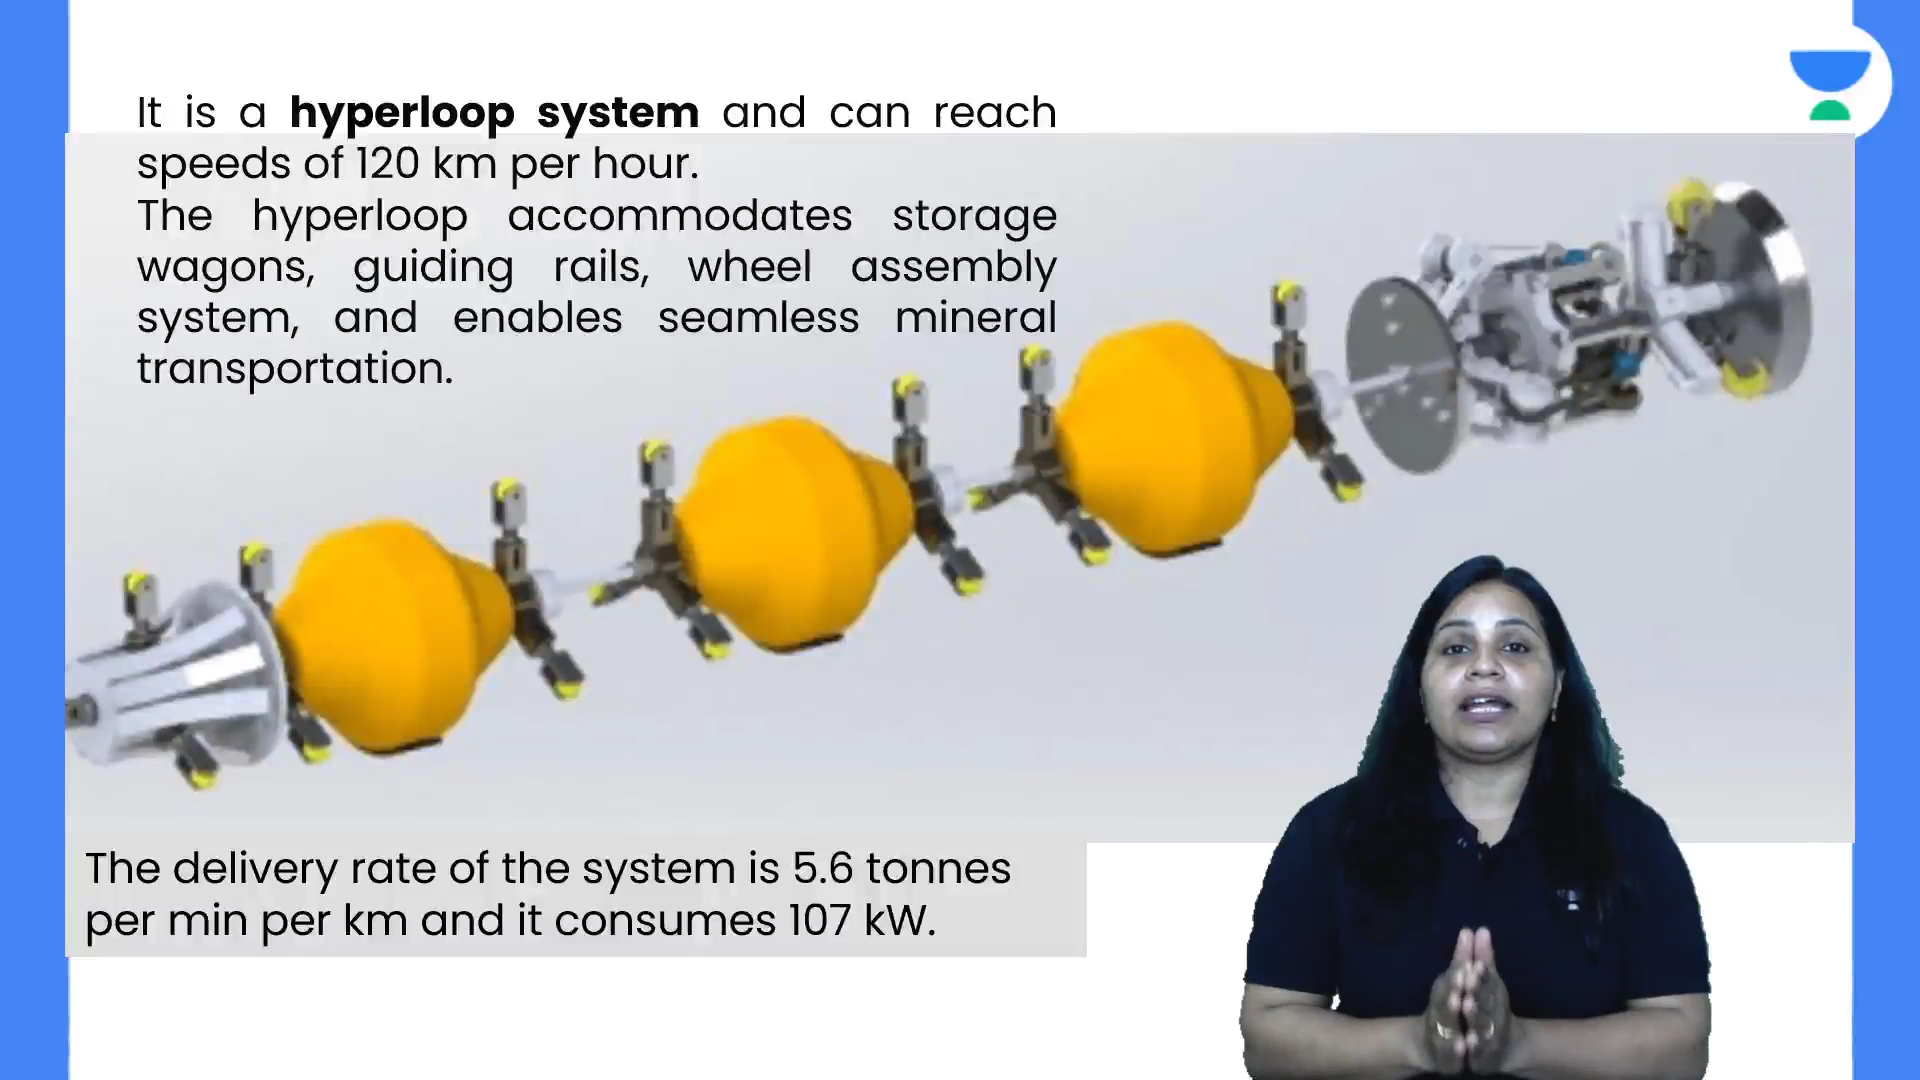 It is a hyperloop system and can reach
speeds of 120 km per hour.
The hyperloop accommodates storage
wagons, guiding rails, wheel assembly
system, and enables seamless mineral
transportation.
The delivery rate of the system is 5.6 tonnes
per min per km and it consumes 107 kW.